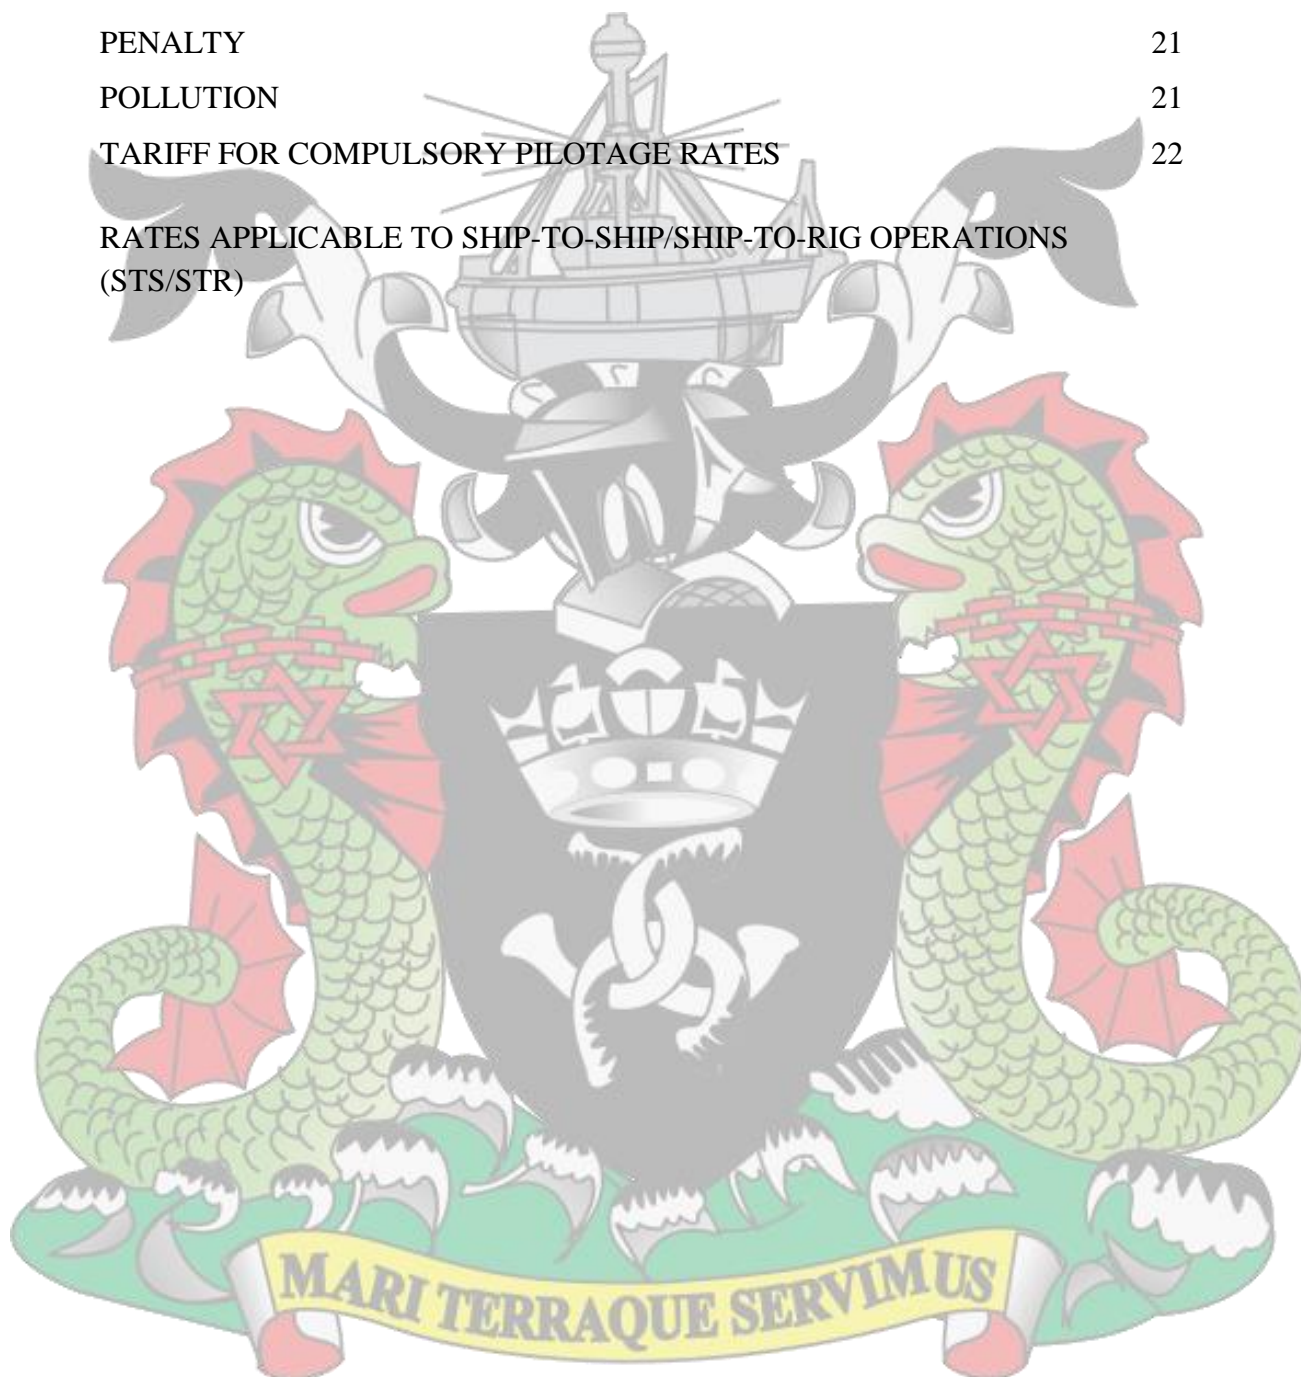 PENALTY 21
POLLUTION 21
TARIFF FOR COMPULSORY PILOTAGE RATES 22
RATES APPLICABLE TO SHIP-TO-SHIP/SHIP-TO-RIG OPERATIONS
(STS/STR)
MARI TERRAQUE SERVIMUS